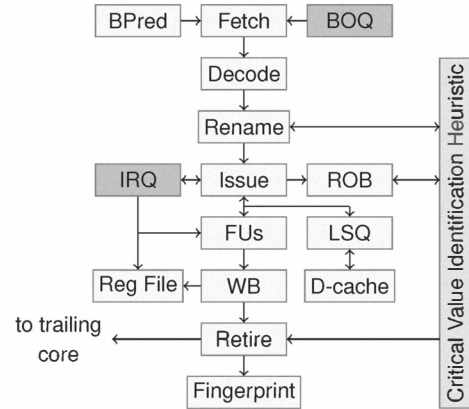 BPred
Fetch
BOQ
Decode
Rename
IRQ
Issue
ROB
FUs
LSQ
Reg File
WB
D-cache
to trailing
core
Retire
Fingerprint
Critical Value Identification Heuristic